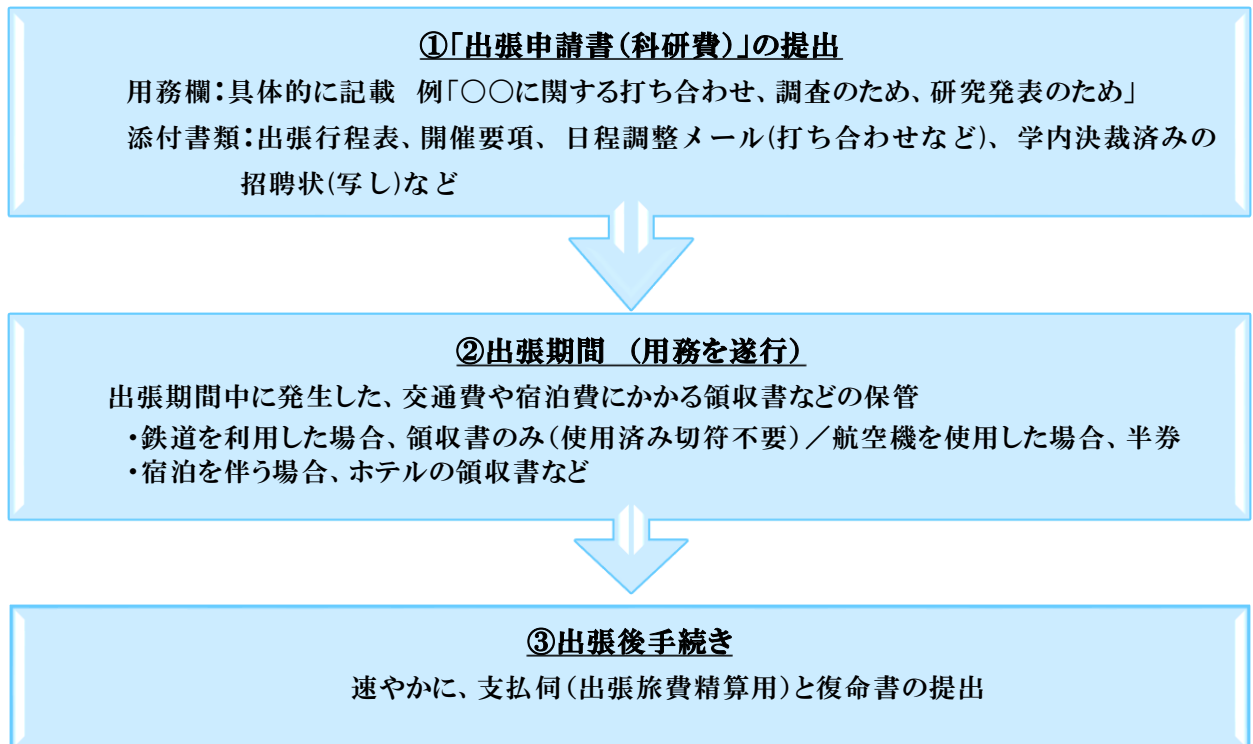 ①「出張申請書(科研費)」の提出
用務欄：具体的に記載　例「○○に関する打ち合わせ、調査のため、研究発表のため」
添付書類：出張行程表、開催要項、日程調整メール(打ち合わせなど)、学内決裁済みの
招聘状(写し)など
②出張期間　(用務を遂行)
出張期間中に発生した、交通費や宿泊費にかかる領収書などの保管
・鉄道を利用した場合、領収書のみ(使用済み切符不要)／航空機を使用した場合、半券
・宿泊を伴う場合、ホテルの領収書など
③出張後手続き
速やかに、支払伺(出張旅費精算用)と復命書の提出